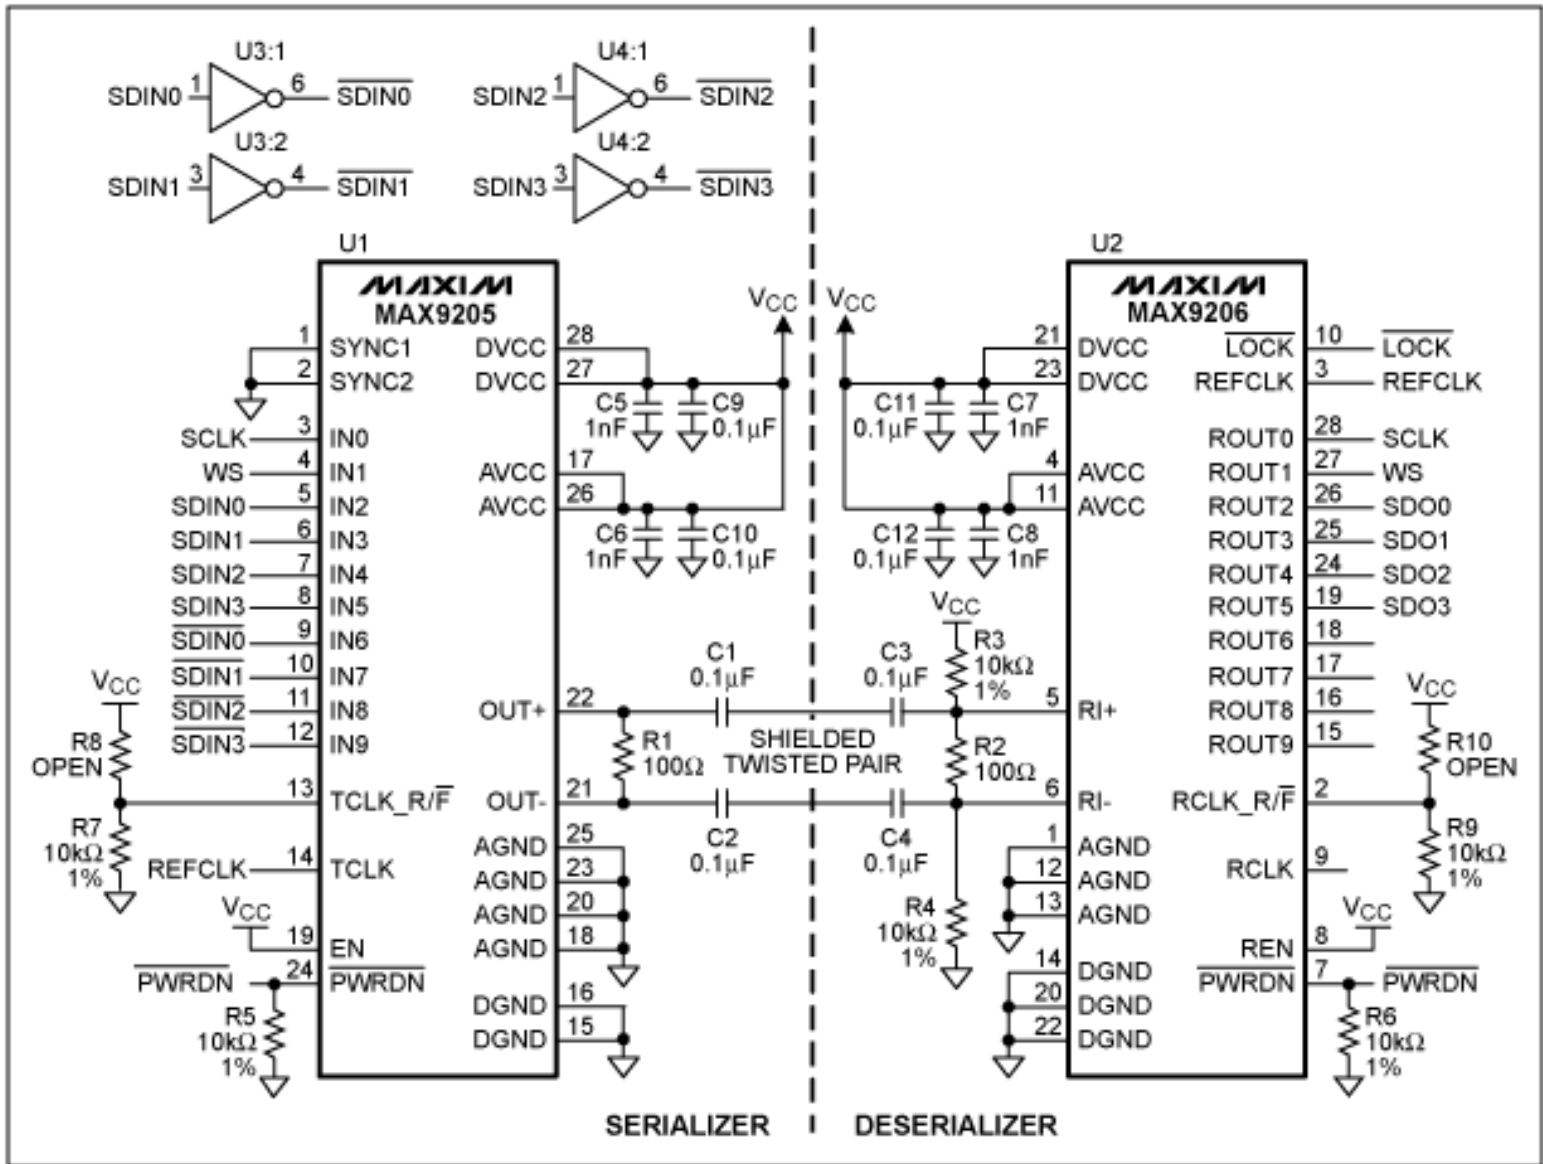 U3:1
SDIN0 1 6 SDIN0
U3:2
SDIN1 3 4 SDIN1
U4:1
SDIN2 1 6 SDIN2
U4:2
SDIN3 3 4 SDIN3
U1
MAXIM
MAX9205
1 SYNC1
2 SYNC2
SCLK 3 IN0
WS 4 IN1
SDIN0 5 IN2
SDIN1 6 IN3
SDIN2 7 IN4
SDIN3 8 IN5
SDIN0 9 IN6
SDIN1 10 IN7
SDIN2 11 IN8
SDIN3 12 IN9
VCC
R8
OPEN
13 TCLK_R/F
R7
10kΩ
1%
REFCLK 14 TCLK
VCC
19 EN
PWRDN 24 PWRDN
R5
10kΩ
1%
DVCC 28
DVCC 27
AVCC 17
AVCC 26
OUT+ 22
OUT- 21
AGND 25
AGND 23
AGND 20
AGND 18
DGND 16
DGND 15
VCC
C5
1nF
C9
0.1µF
C6
1nF
C10
0.1µF
R1
100Ω
C1
0.1µF
C2
0.1µF
SHIELDED
TWISTED PAIR
C3
0.1µF
C4
0.1µF
VCC
C11
0.1µF
C7
1nF
C12
0.1µF
C8
1nF
VCC
R3
10kΩ
1%
R2
100Ω
R4
10kΩ
1%
U2
MAXIM
MAX9206
21 DVCC
23 DVCC
4 AVCC
11 AVCC
5 RI+
6 RI-
1 AGND
12 AGND
13 AGND
14 DGND
20 DGND
22 DGND
LOCK 10 LOCK
REFCLK 3 REFCLK
ROUT0 28 SCLK
ROUT1 27 WS
ROUT2 26 SDO0
ROUT3 25 SDO1
ROUT4 24 SDO2
ROUT5 19 SDO3
ROUT6 18
ROUT7 17
ROUT8 16
ROUT9 15
VCC
R10
OPEN
RCLK_R/F 2
R9
10kΩ
1%
RCLK 9
VCC
REN 8
PWRDN 7 PWRDN
R6
10kΩ
1%
SERIALIZER
DESERIALIZER